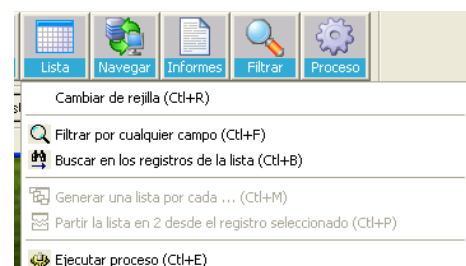 Lista Navegar Informes Filtrar Proceso
Cambiar de rejilla (Ctl+R)
Filtrar por cualquier campo (Ctl+F)
Buscar en los registros de la lista (Ctl+B)
Generar una lista por cada ... (Ctl+M)
Partir la lista en 2 desde el registro seleccionado (Ctl+P)
Ejecutar proceso (Ctl+E)